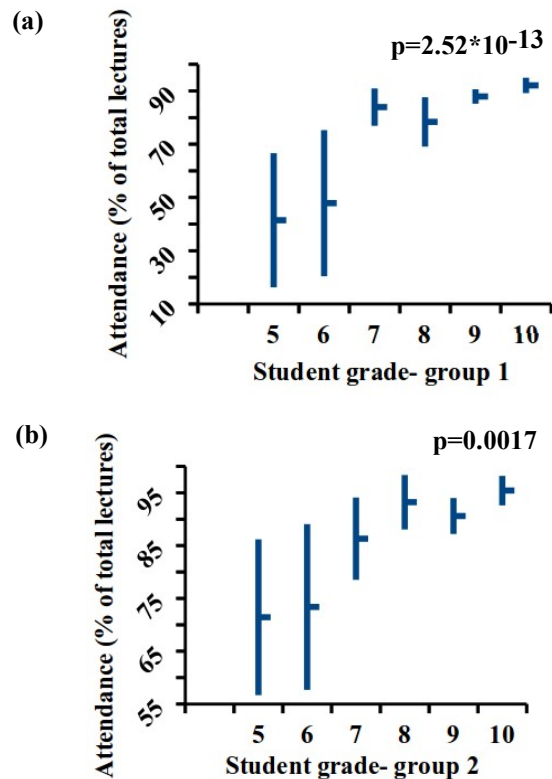 (a)
p=2.52*10-13
Attendance (% of total lectures)
90
70
50
30
10
5 6 7 8 9 10
Student grade- group 1
(b)
p=0.0017
Attendance (% of total lectures)
95
85
75
65
55
5 6 7 8 9 10
Student grade- group 2